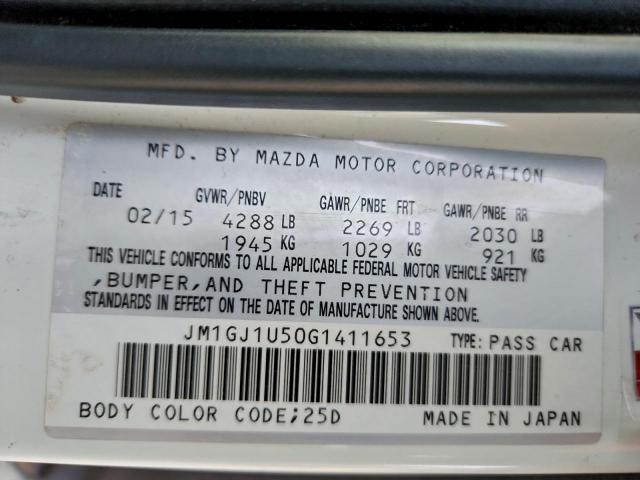 MFD. BY MAZDA MOTOR CORPORATION
DATE GVWR/PNBV GAWR/PNBE FRT GAWR/PNBE RR
02/15 4288 LB 2269 LB 2030 LB
1945 KG 1029 KG 921 KG
THIS VEHICLE CONFORMS TO ALL APPLICABLE FEDERAL MOTOR VEHICLE SAFETY
,BUMPER,AND THEFT PREVENTION
STANDARDS IN EFFECT ON THE DATE OF MANUFACTURE SHOWN ABOVE.
JM1GJ1U50G1411653 TYPE: PASS CAR
BODY COLOR CODE;25D MADE IN JAPAN